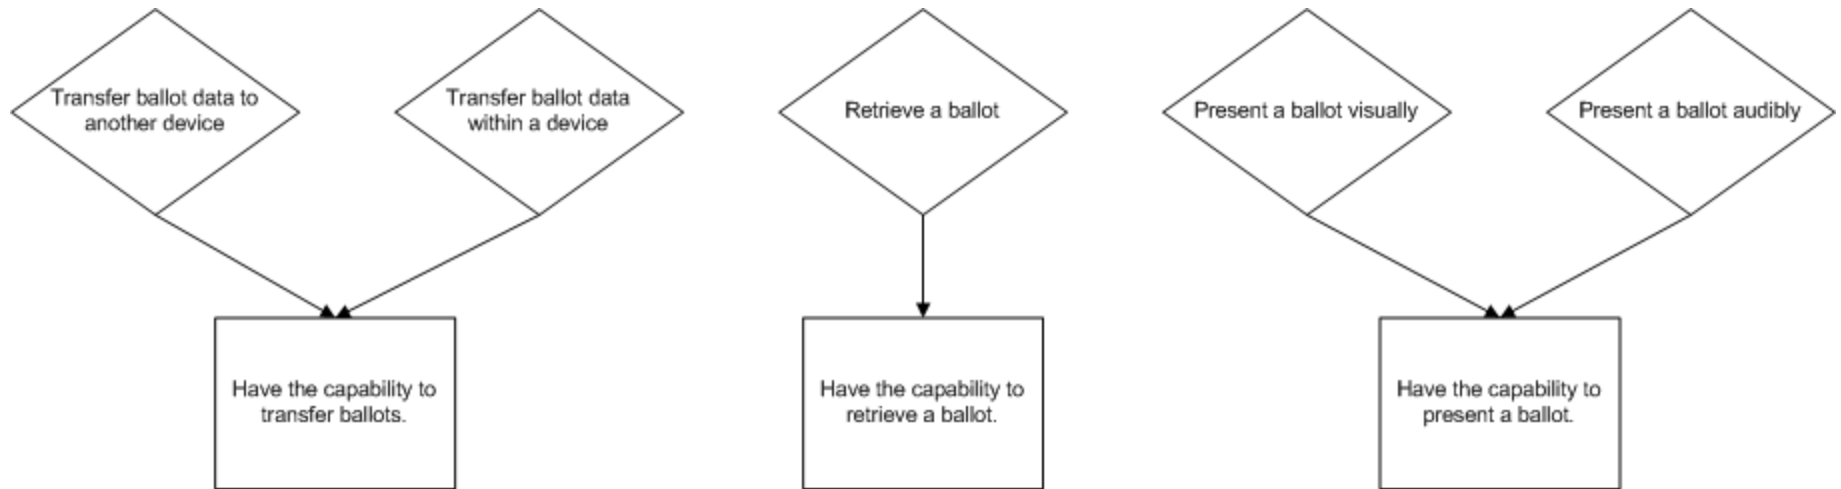 Transfer ballot data to
another device
Transfer ballot data
within a device
Retrieve a ballot
Present a ballot visually
Present a ballot audibly
Have the capability to
transfer ballots.
Have the capability to
retrieve a ballot.
Have the capability to
present a ballot.